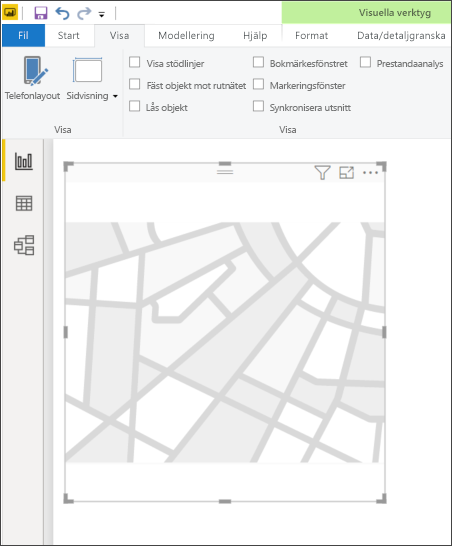 Visuella verktyg
Fil Start Visa Modellering Hjälp Format Data/detaljgranska
Visa stödlinjer Bokmärkesfönstret Prestandaanalys
Fäst objekt mot rutnätet Markeringsfönster
Telefonlayout Sidvisning Lås objekt Synkronisera utsnitt
Visa Visa